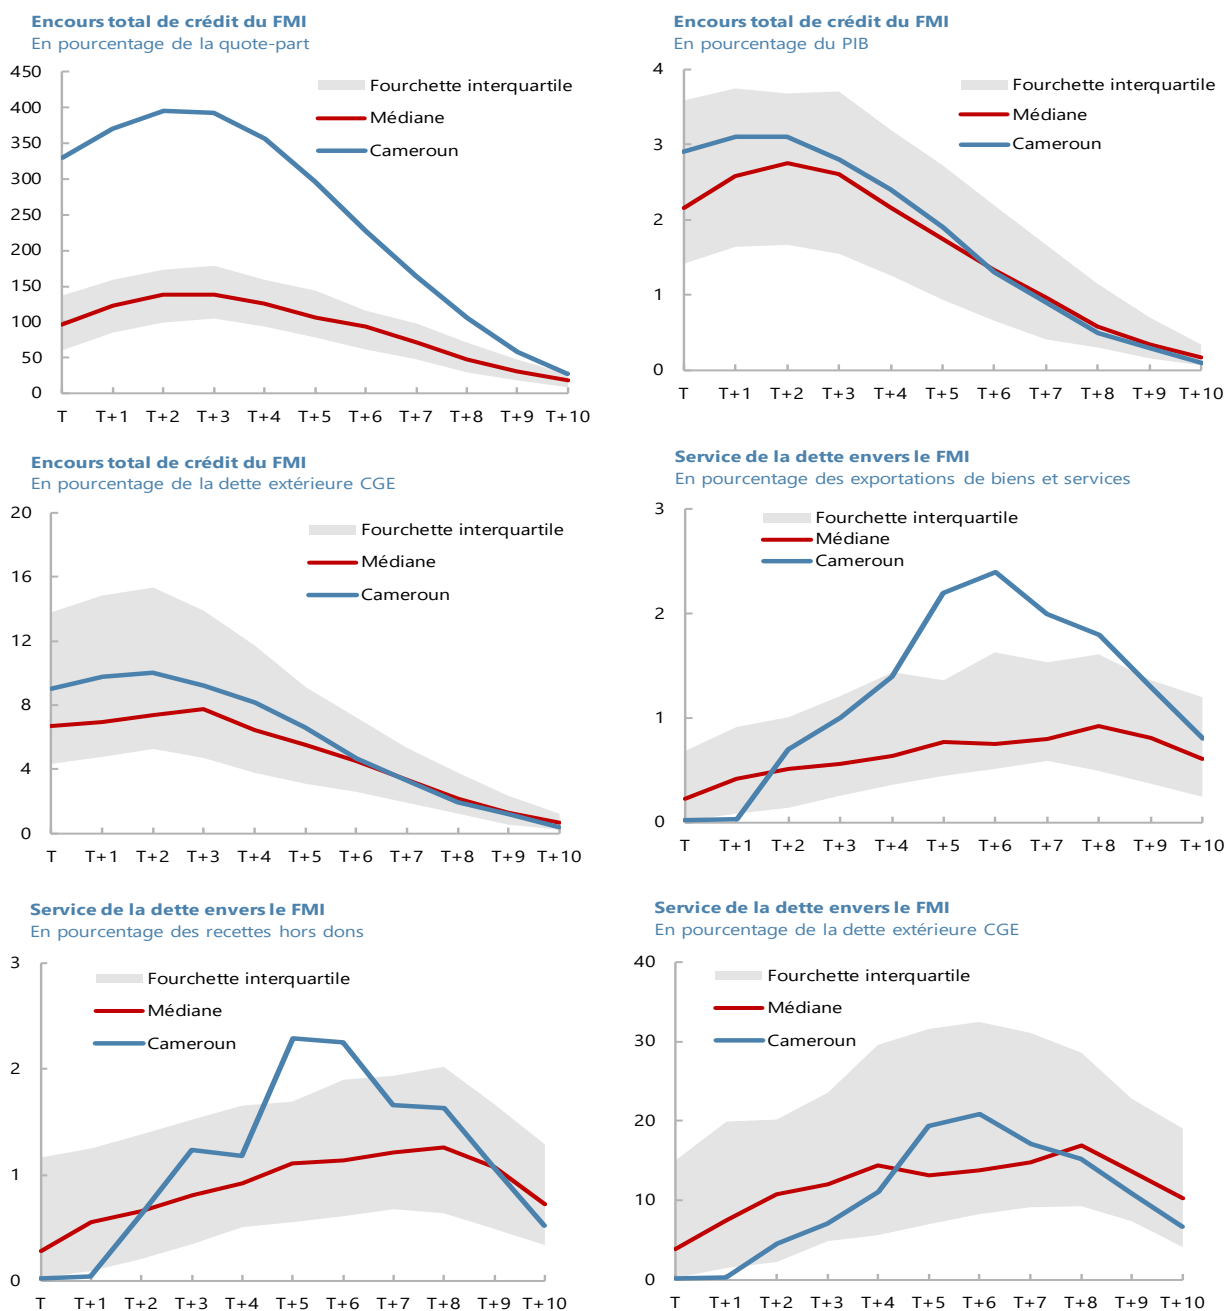 Encours total de crédit du FMI
En pourcentage de la quote-part
450
400
350
300
250
200
150
100
50
0
Fourchette interquartile
Médiane
Cameroun
T T+1 T+2 T+3 T+4 T+5 T+6 T+7 T+8 T+9 T+10
Encours total de crédit du FMI
En pourcentage du PIB
4
3
2
1
0
Fourchette interquartile
Médiane
Cameroun
T T+1 T+2 T+3 T+4 T+5 T+6 T+7 T+8 T+9 T+10
Encours total de crédit du FMI
En pourcentage de la dette extérieure CGE
20
16
12
8
4
0
Fourchette interquartile
Médiane
Cameroun
T T+1 T+2 T+3 T+4 T+5 T+6 T+7 T+8 T+9 T+10
Service de la dette envers le FMI
En pourcentage des exportations de biens et services
3
2
1
0
Fourchette interquartile
Médiane
Cameroun
T T+1 T+2 T+3 T+4 T+5 T+6 T+7 T+8 T+9 T+10
Service de la dette envers le FMI
En pourcentage des recettes hors dons
3
2
1
0
Fourchette interquartile
Médiane
Cameroun
T T+1 T+2 T+3 T+4 T+5 T+6 T+7 T+8 T+9 T+10
Service de la dette envers le FMI
En pourcentage de la dette extérieure CGE
40
30
20
10
0
Fourchette interquartile
Médiane
Cameroun
T T+1 T+2 T+3 T+4 T+5 T+6 T+7 T+8 T+9 T+10